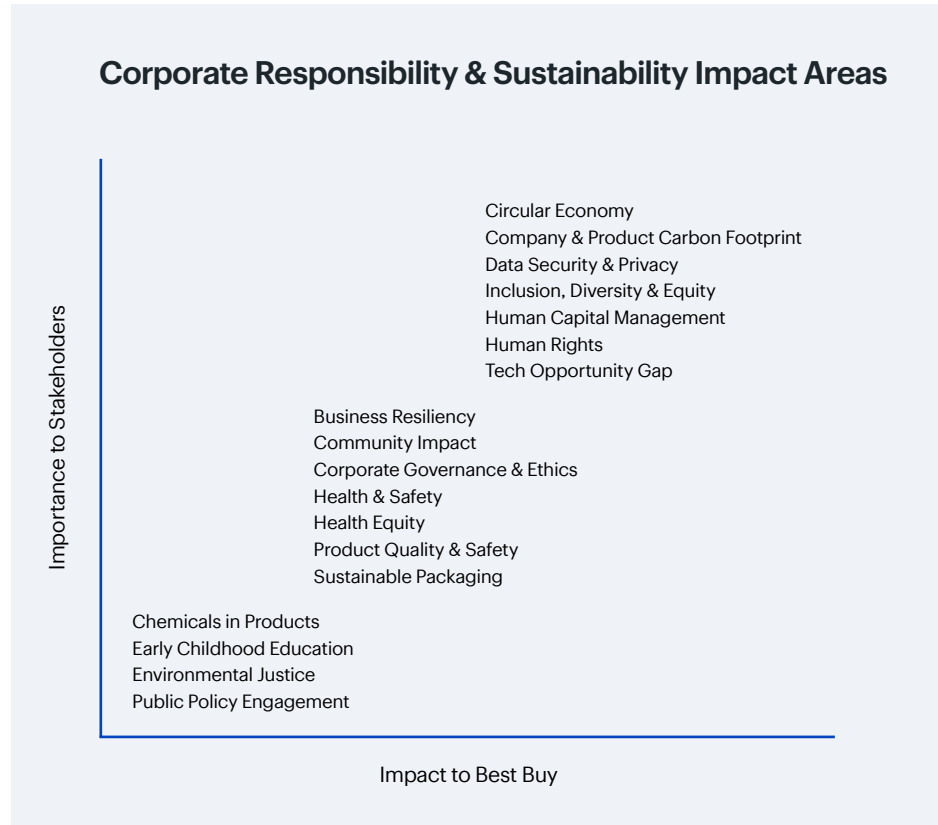 Corporate Responsibility & Sustainability Impact Areas
Importance to Stakeholders
Circular Economy
Company & Product Carbon Footprint
Data Security & Privacy
Inclusion, Diversity & Equity
Human Capital Management
Human Rights
Tech Opportunity Gap
Business Resiliency
Community Impact
Corporate Governance & Ethics
Health & Safety
Health Equity
Product Quality & Safety
Sustainable Packaging
Chemicals in Products
Early Childhood Education
Environmental Justice
Public Policy Engagement
Impact to Best Buy